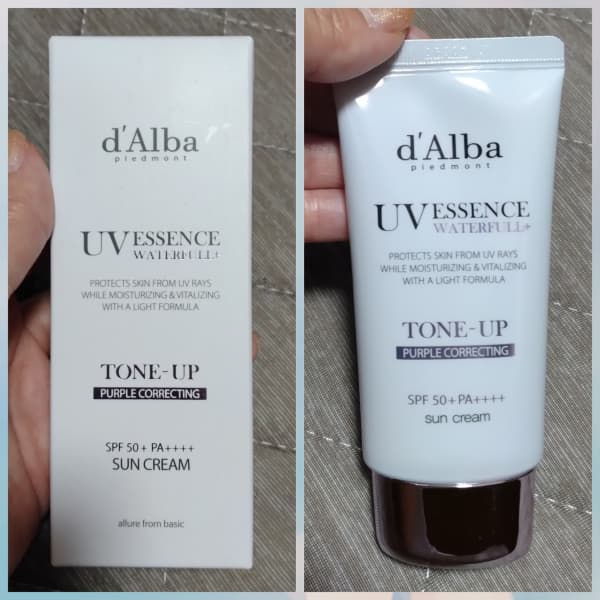 d'Alba
piedmont
UV ESSENCE
WATERFULL+
PROTECTS SKIN FROM UV RAYS
WHILE MOISTURIZING & VITALIZING
WITH A LIGHT FORMULA
TONE-UP
PURPLE CORRECTING
SPF 50+ PA++++
SUN CREAM
allure from basic
d'Alba
piedmont
UV ESSENCE
WATERFULL+
PROTECTS SKIN FROM UV RAYS
WHILE MOISTURIZING & VITALIZING
WITH A LIGHT FORMULA
TONE-UP
PURPLE CORRECTING
SPF 50+ PA++++
sun cream